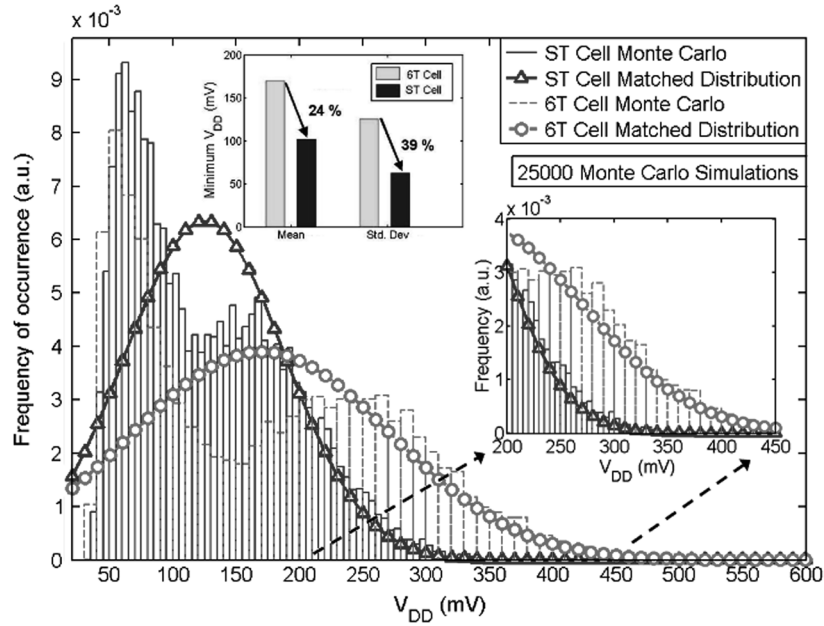 × 10⁻³
9
8
7
6
5
4
3
2
1
0
Frequency of occurrence (a.u.)
50 100 150 200 250 300 350 400 450 500 550 600
V_DD (mV)
ST Cell Monte Carlo
ST Cell Matched Distribution
6T Cell Monte Carlo
6T Cell Matched Distribution
25000 Monte Carlo Simulations
200
150
100
50
0
Minimum V_DD (mV)
6T Cell
ST Cell
24 %
39 %
Mean Std. Dev
x 10⁻³
4
3
2
1
0
Frequency (a.u.)
200 250 300 350 400 450
V_DD (mV)